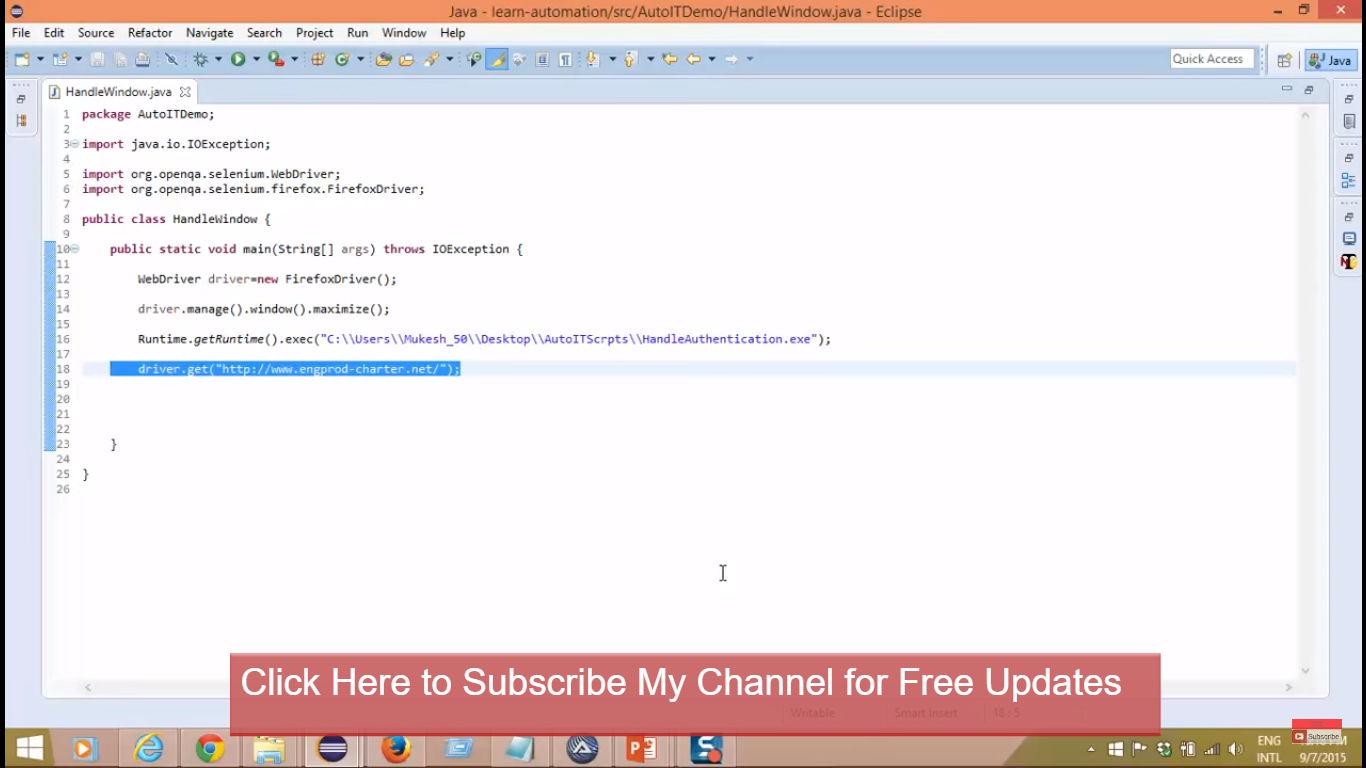 Java - learn-automation/src/AutoITDemo/HandleWindow.java - Eclipse
File Edit Source Refactor Navigate Search Project Run Window Help
Quick Access
Java
HandleWindow.java
1 package AutoITDemo;
2
3 import java.io.IOException;
4
5 import org.openqa.selenium.WebDriver;
6 import org.openqa.selenium.firefox.FirefoxDriver;
7
8 public class HandleWindow {
9
10 public static void main(String[] args) throws IOException {
11
12 WebDriver driver=new FirefoxDriver();
13
14 driver.manage().window().maximize();
15
16 Runtime.getRuntime().exec("C:\\Users\\Mukesh_50\\Desktop\\AutoITScrpts\\HandleAuthentication.exe");
17
18 driver.get("http://www.engprod-charter.net/");
19
20
21
22
23 }
24
25 }
26
Click Here to Subscribe My Channel for Free Updates
Writable Smart Insert 18 : 5
Subscribe
ENG
INTL 9/7/2015